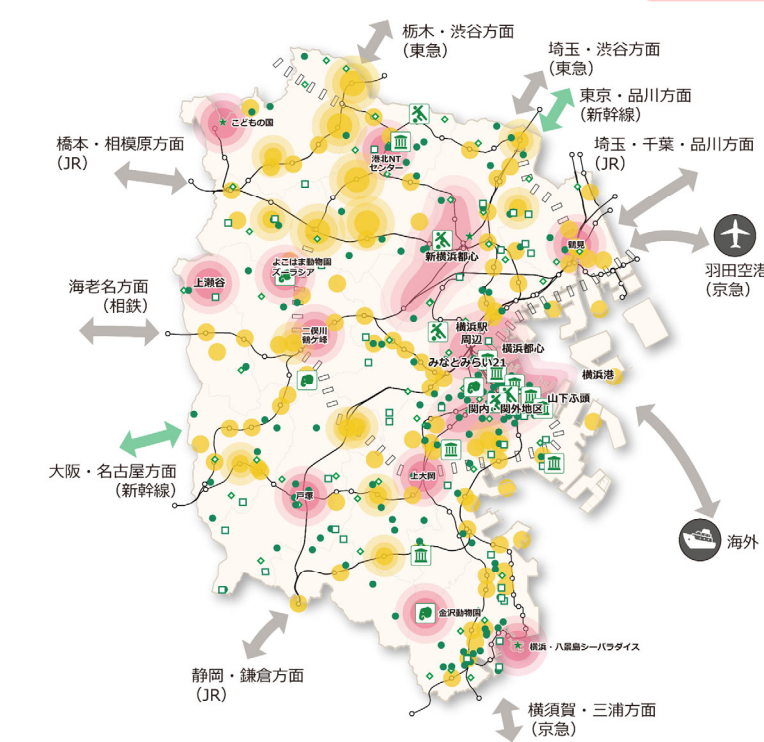 栃木・渋谷方面
(東急)
埼玉・渋谷方面
(東急)
東京・品川方面
(新幹線)
埼玉・千葉・品川方面
(JR)
羽田空港
(京急)
橋本・相模原方面
(JR)
海老名方面
(相鉄)
大阪・名古屋方面
(新幹線)
静岡・鎌倉方面
(JR)
横須賀・三浦方面
(京急)
海外
こどもの国
港北NT
センター
新横浜都心
鶴見
よこはま動物園
ズーラシア
上瀬谷
二俣川
鶴ケ峰
横浜駅
周辺
横浜都心
みなとみらい21
横浜港
山下ふ頭
関内・関外地区
上大岡
戸塚
金沢動物園
横浜・八景島シーパラダイス